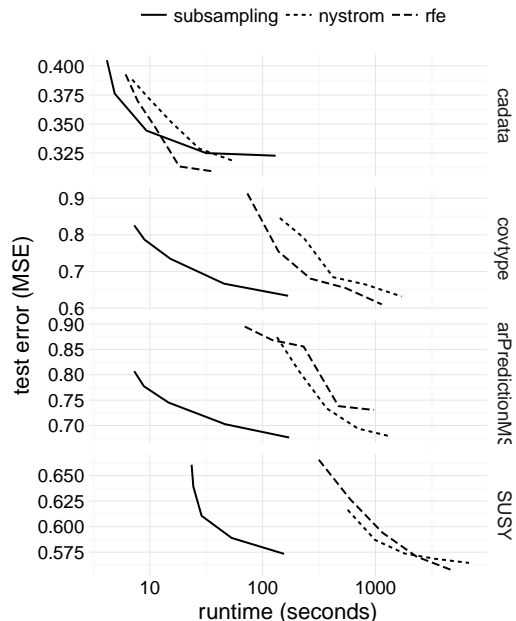 subsampling nystrom rfe
0.400
0.375
0.350
0.325
cadata
0.9
0.8
0.7
0.6
covtype
0.90
0.85
0.80
0.75
0.70
arPredictionMS
0.650
0.625
0.600
0.575
SUSY
test error (MSE)
10 100 1000
runtime (seconds)